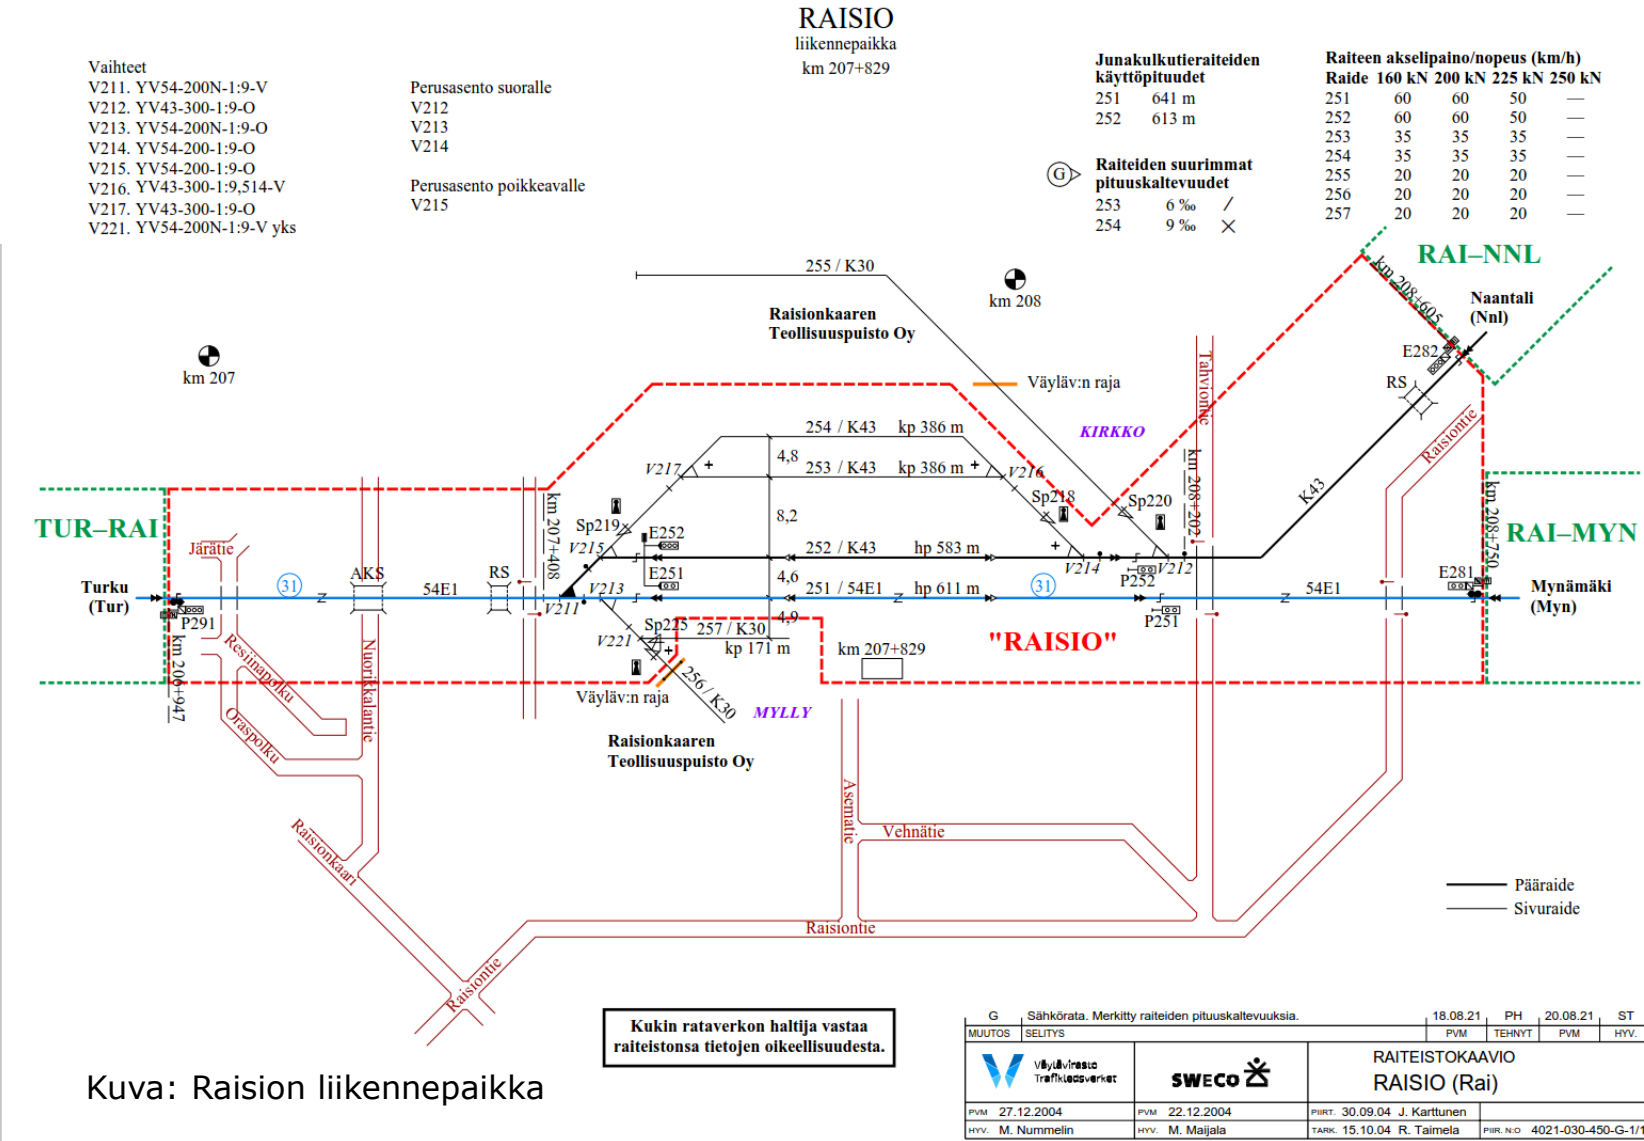 RAISIO
liikennepaikka
km 207+829
Vaihteet
V211. YV54-200N-1:9-V
V212. YV43-300-1:9-O
V213. YV54-200N-1:9-O
V214. YV54-200-1:9-O
V215. YV54-200-1:9-O
V216. YV43-300-1:9,514-V
V217. YV43-300-1:9-O
V221. YV54-200N-1:9-V yks
Perusasento suoralle
V212
V213
V214
Perusasento poikkeavalle
V215
Junakulkutieraiteiden
käyttöpituudet
251 641 m
252 613 m
G
Raiteiden suurimmat
pituuskaltevuudet
253 6 ‰ /
254 9 ‰ ×
Raiteen akselipaino/nopeus (km/h)
Raide 160 kN 200 kN 225 kN 250 kN
251 60 60 50 —
252 60 60 50 —
253 35 35 35 —
254 35 35 35 —
255 20 20 20 —
256 20 20 20 —
257 20 20 20 —
RAI–NNL
km 208+605
Naantali
(Nnl)
E282
RS
255 / K30
km 208
Raisionkaaren
Teollisuuspuisto Oy
km 207
Väyläv:n raja
Tahviontie
KIRKKO
254 / K43 kp 386 m
4,8
253 / K43 kp 386 m
V217
V216
Raisiontie
km 208+202
K43
km 208+750
TUR–RAI
RAI–MYN
Järätie
km 207+408
Sp219
Sp218
Sp220
8,2
E252
V215
252 / K43 hp 583 m
V214
V212
P252
E251
4,6
Turku
(Tur)
31
AKS
54E1
RS
V211
V213
251 / 54E1 hp 611 m
31
54E1
E281
Mynämäki
(Myn)
P291
P251
4,9
Sp225
257 / K30
kp 171 m
V221
km 207+829
"RAISIO"
km 206+947
Resiinapolku
Nuorikkalantie
Oraspolku
Väyläv:n raja
256 / K30
MYLLY
Raisionkaaren
Teollisuuspuisto Oy
Asematie
Vehnätie
Raisionkaari
Raisiontie
Raisiontie
Pääraide
Sivuraide
Kukin rataverkon haltija vastaa
raiteistonsa tietojen oikeellisuudesta.
G Sähkörata. Merkitty raiteiden pituuskaltevuuksia. 18.08.21 PH 20.08.21 ST
MUUTOS SELITYS PVM TEHNYT PVM HYV.
Väylävirasto
Trafikledsverket
SWECO
RAITEISTOKAAVIO
RAISIO (Rai)
PVM 27.12.2004 PVM 22.12.2004 PIIRT. 30.09.04 J. Karttunen
HYV. M. Nummelin HYV. M. Maijala TARK. 15.10.04 R. Taimela PIIR. N:O 4021-030-450-G-1/1
Kuva: Raision liikennepaikka